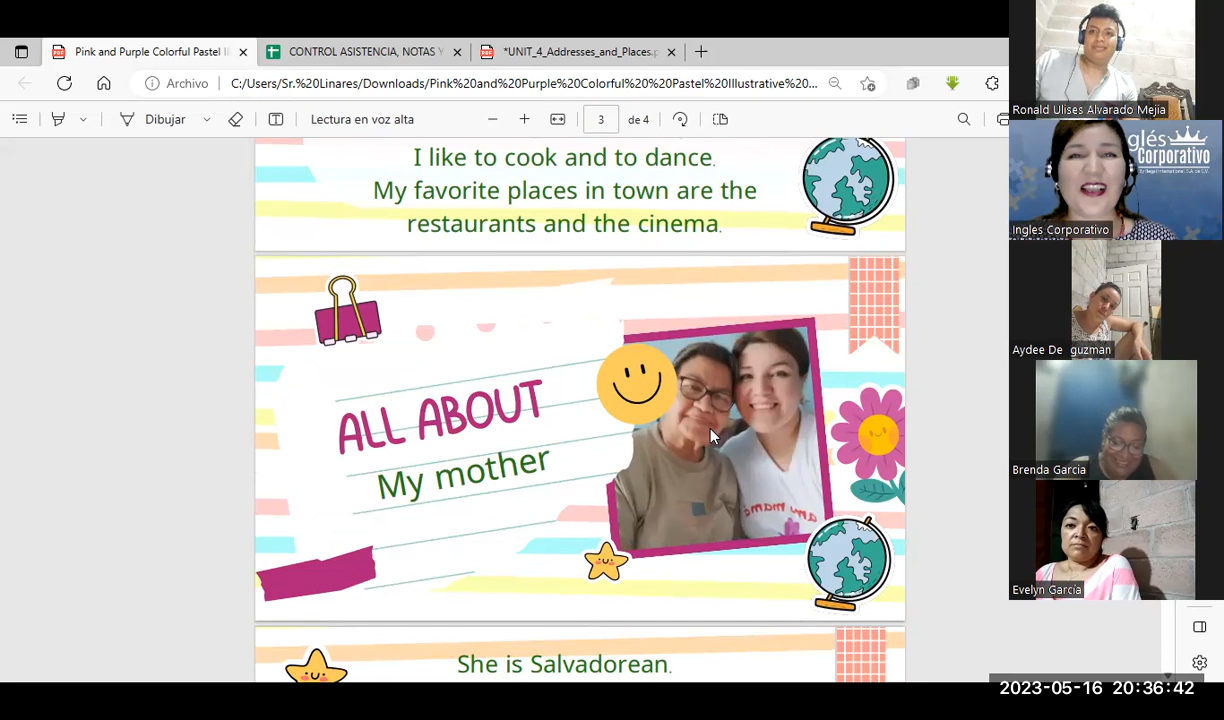 Pink and Purple Colorful Pastel Il
CONTROL ASISTENCIA, NOTAS Y
*UNIT_4_Addresses_and_Places.p
Archivo
C:/Users/Sr.%20Linares/Downloads/Pink%20and%20Purple%20Colorful%20%20Pastel%20Illustrative%20...
Dibujar
Lectura en voz alta
3
de 4
I like to cook and to dance.
My favorite places in town are the
restaurants and the cinema.
ALL ABOUT
My mother
She is Salvadorean.
Ronald Ulises Alvarado Mejia
glés
Corporativo
Ingles Corporativo
Aydee De guzman
Brenda Garcia
Evelyn García
2023-05-16 20:36:42